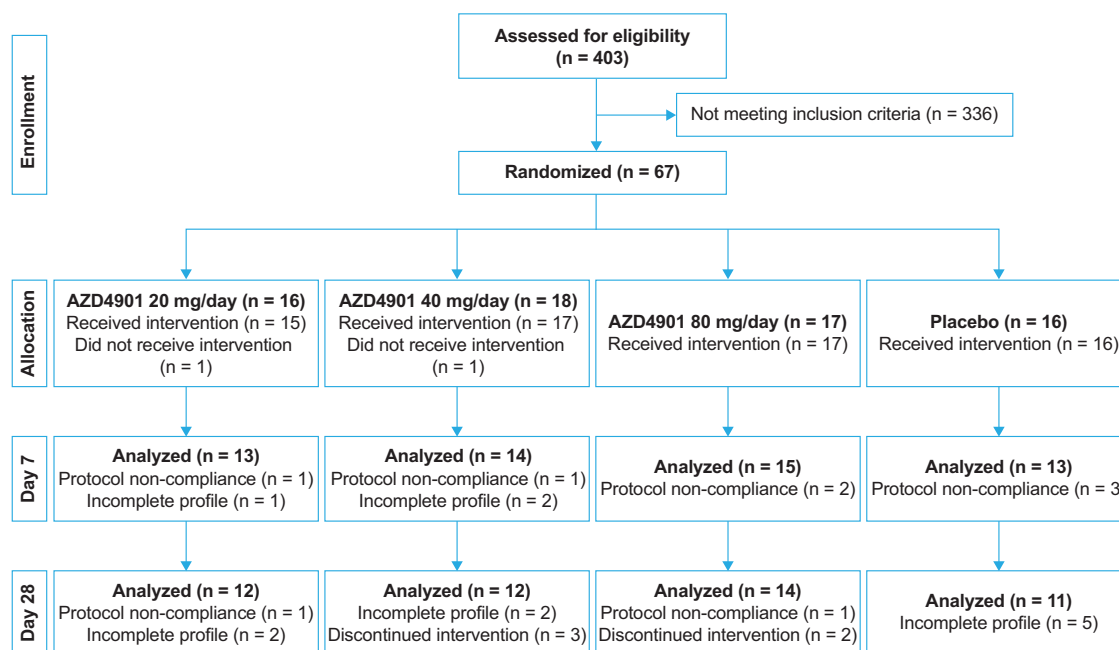 Enrollment
Assessed for eligibility
(n = 403)
Not meeting inclusion criteria (n = 336)
Randomized (n = 67)
Allocation
AZD4901 20 mg/day (n = 16)
Received intervention (n = 15)
Did not receive intervention
(n = 1)
AZD4901 40 mg/day (n = 18)
Received intervention (n = 17)
Did not receive intervention
(n = 1)
AZD4901 80 mg/day (n = 17)
Received intervention (n = 17)
Placebo (n = 16)
Received intervention (n = 16)
Day 7
Analyzed (n = 13)
Protocol non-compliance (n = 1)
Incomplete profile (n = 1)
Analyzed (n = 14)
Protocol non-compliance (n = 1)
Incomplete profile (n = 2)
Analyzed (n = 15)
Protocol non-compliance (n = 2)
Analyzed (n = 13)
Protocol non-compliance (n = 3
Day 28
Analyzed (n = 12)
Protocol non-compliance (n = 1)
Incomplete profile (n = 2)
Analyzed (n = 12)
Incomplete profile (n = 2)
Discontinued intervention (n = 3)
Analyzed (n = 14)
Protocol non-compliance (n = 1)
Discontinued intervention (n = 2)
Analyzed (n = 11)
Incomplete profile (n = 5)